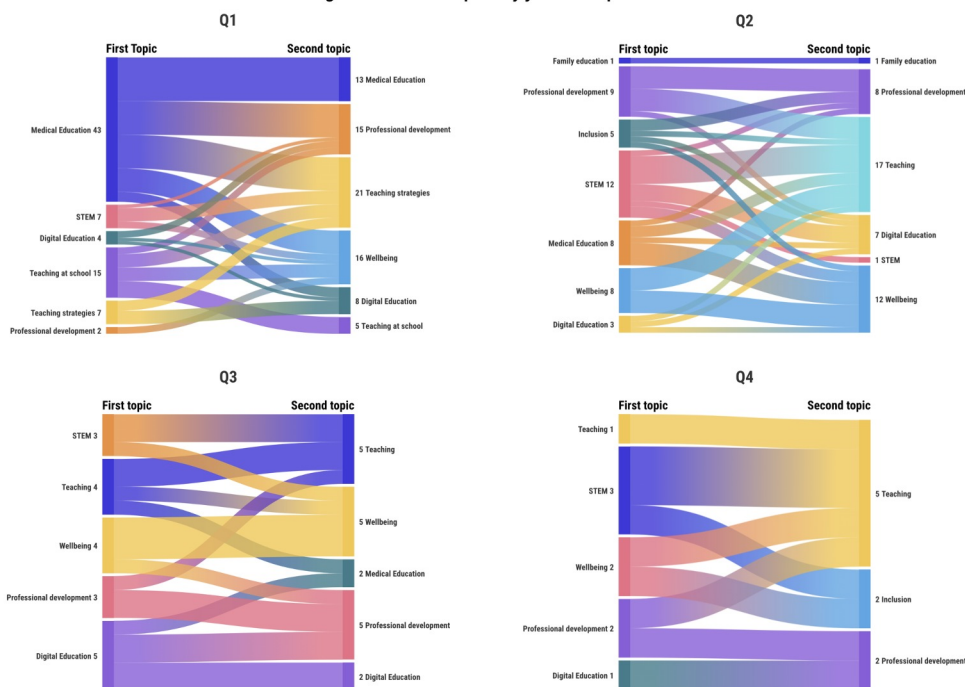 Q1
First Topic
Second topic
Medical Education 43
STEM 7
Digital Education 4
Teaching at school 15
Teaching strategies 7
Professional development 2
13 Medical Education
15 Professional development
21 Teaching strategies
16 Wellbeing
8 Digital Education
5 Teaching at school
Q2
First topic
Second topic
Family education 1
Professional development 9
Inclusion 5
STEM 12
Medical Education 8
Wellbeing 8
Digital Education 3
1 Family education
8 Professional development
17 Teaching
7 Digital Education
1 STEM
12 Wellbeing
Q3
First topic
Second topic
STEM 3
Teaching 4
Wellbeing 4
Professional development 3
Digital Education 5
5 Teaching
5 Wellbeing
2 Medical Education
5 Professional development
2 Digital Education
Q4
First topic
Second topic
Teaching 1
STEM 3
Wellbeing 2
Professional development 2
Digital Education 1
5 Teaching
2 Inclusion
2 Professional development